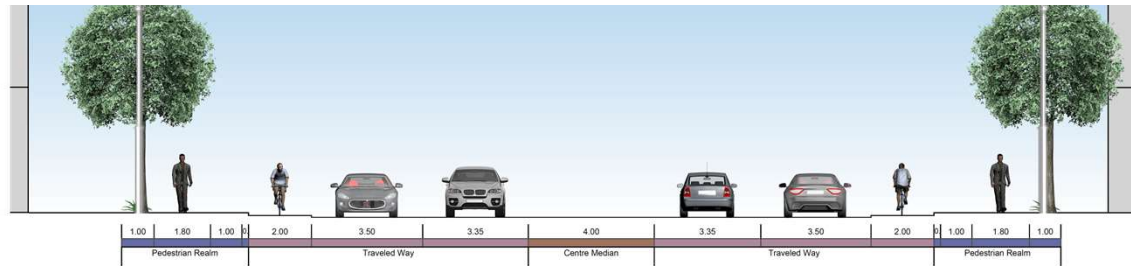 1.00 1.80 1.00 0. 2.00 3.50 3.35 4.00 3.35 3.50 2.00 0. 1.00 1.80 1.00
Pedestrian Realm Traveled Way Centre Median Traveled Way Pedestrian Realm